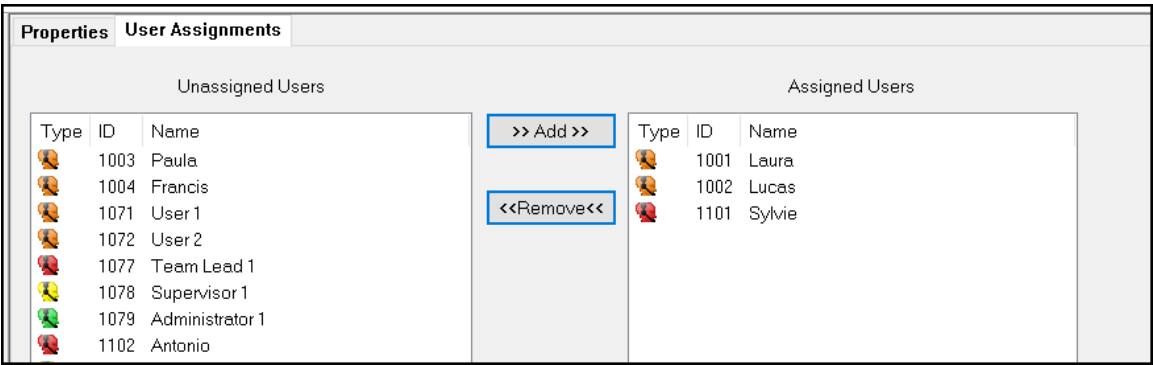 Properties User Assignments
Unassigned Users
Type ID Name
1003 Paula
1004 Francis
1071 User 1
1072 User 2
1077 Team Lead 1
1078 Supervisor 1
1079 Administrator 1
1102 Antonio
>> Add >>
<<Remove<<
Assigned Users
Type ID Name
1001 Laura
1002 Lucas
1101 Sylvie